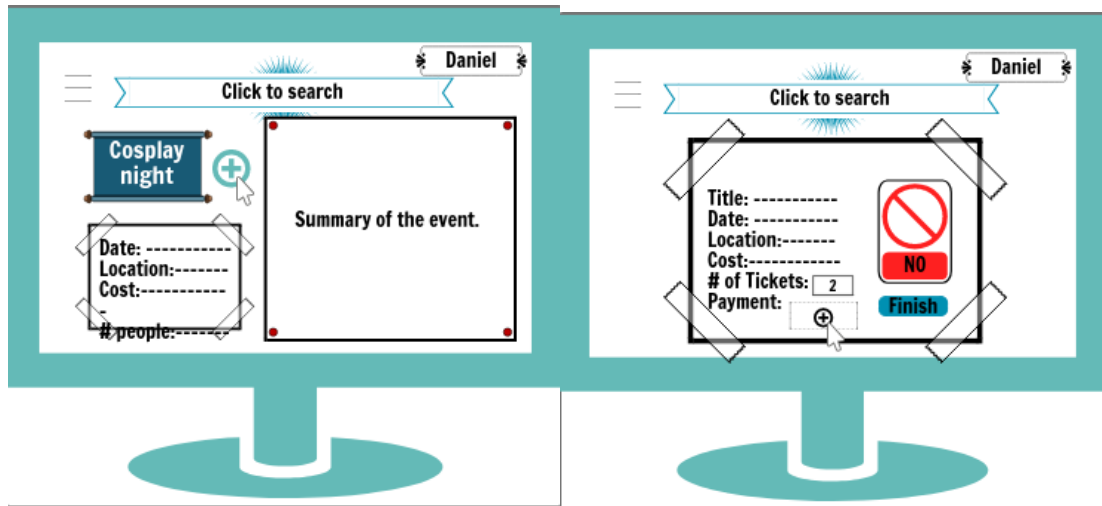 Daniel
Click to search
Cosplay
night
Summary of the event.
Date: ------------
Location:-------
Cost:------------
-
# people:-------
Daniel
Click to search
Title: ------------
Date: ------------
Location:-------
Cost:-------------
# of Tickets: 2
Payment:
NO
Finish